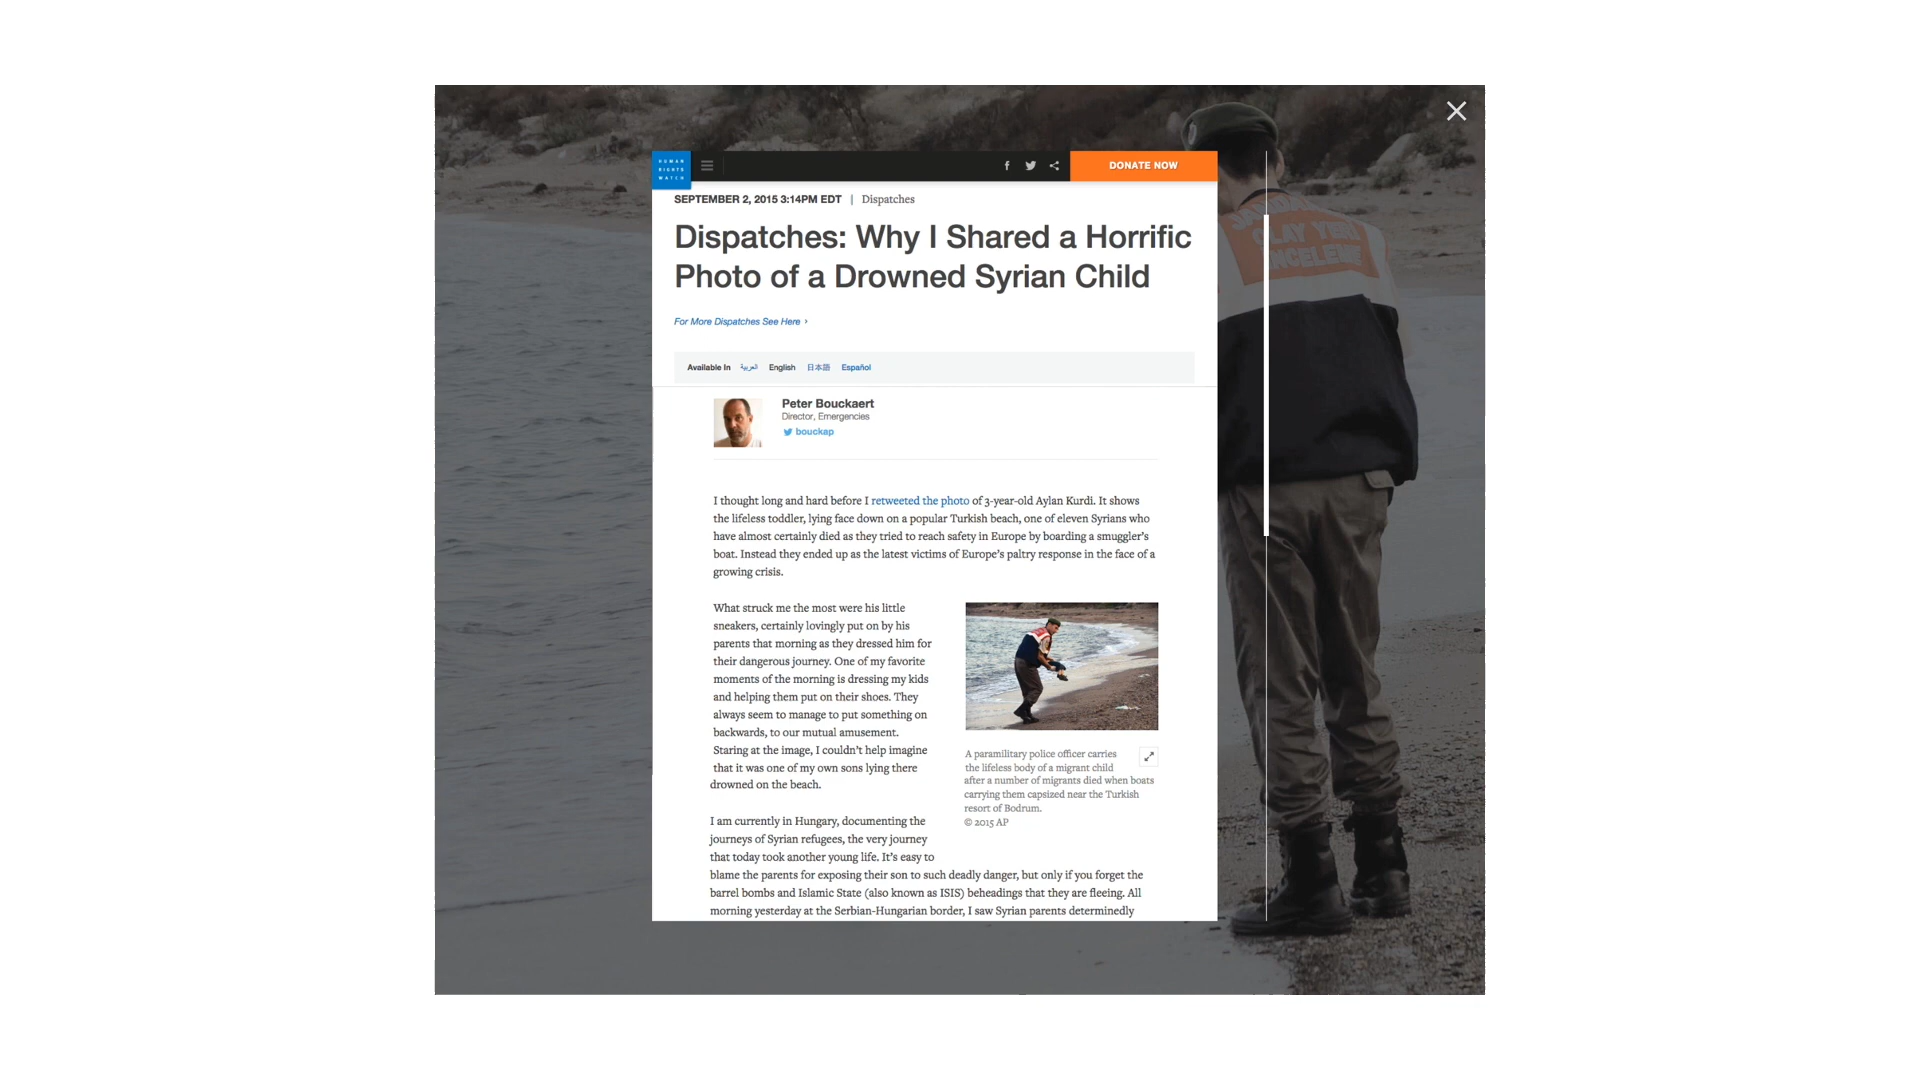 HUMAN
RIGHTS
WATCH
DONATE NOW
SEPTEMBER 2, 2015 3:14PM EDT | Dispatches
Dispatches: Why I Shared a Horrific
Photo of a Drowned Syrian Child
For More Dispatches See Here ›
Available In العربية English 日本語 Español
Peter Bouckaert
Director, Emergencies
bouckap
I thought long and hard before I retweeted the photo of 3-year-old Aylan Kurdi. It shows
the lifeless toddler, lying face down on a popular Turkish beach, one of eleven Syrians who
have almost certainly died as they tried to reach safety in Europe by boarding a smuggler’s
boat. Instead they ended up as the latest victims of Europe’s paltry response in the face of a
growing crisis.
What struck me the most were his little
sneakers, certainly lovingly put on by his
parents that morning as they dressed him for
their dangerous journey. One of my favorite
moments of the morning is dressing my kids
and helping them put on their shoes. They
always seem to manage to put something on
backwards, to our mutual amusement.
Staring at the image, I couldn’t help imagine
that it was one of my own sons lying there
drowned on the beach.
A paramilitary police officer carries
the lifeless body of a migrant child
after a number of migrants died when boats
carrying them capsized near the Turkish
resort of Bodrum.
© 2015 AP
I am currently in Hungary, documenting the
journeys of Syrian refugees, the very journey
that today took another young life. It’s easy to
blame the parents for exposing their son to such deadly danger, but only if you forget the
barrel bombs and Islamic State (also known as ISIS) beheadings that they are fleeing. All
morning yesterday at the Serbian-Hungarian border, I saw Syrian parents determinedly